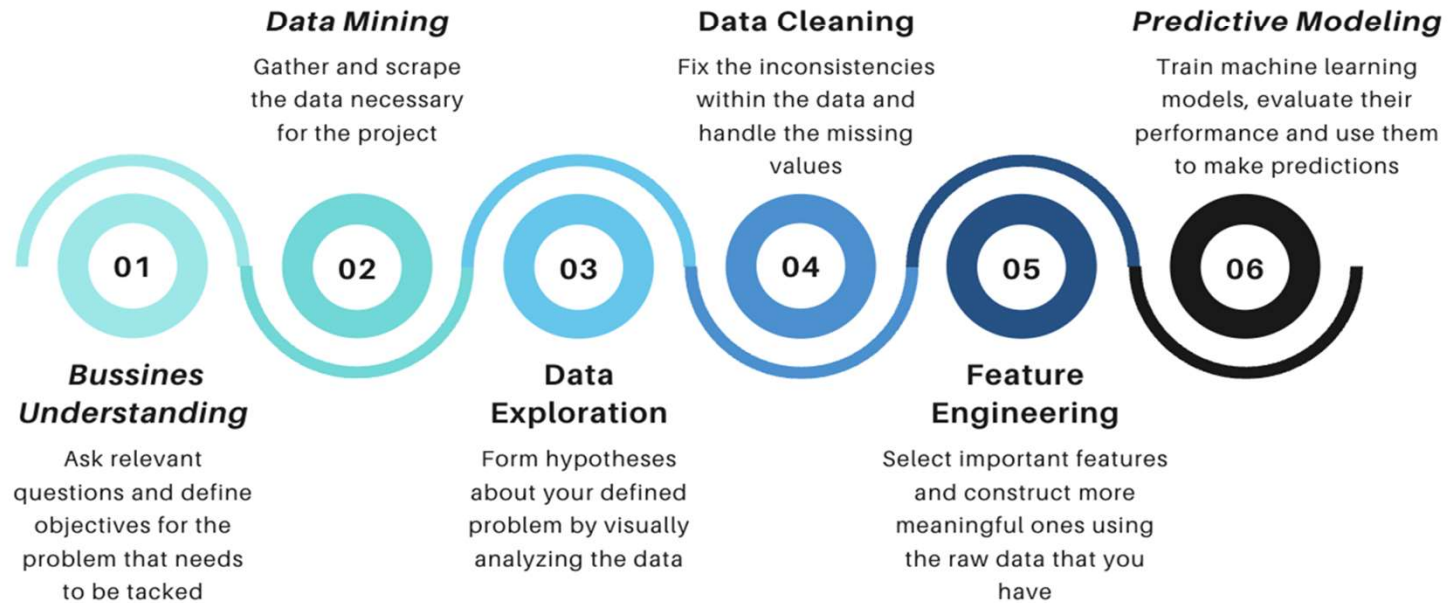 01
Bussines
Understanding
Ask relevant
questions and define
objectives for the
problem that needs
to be tacked
Data Mining
Gather and scrape
the data necessary
for the project
02
03
Data
Exploration
Form hypotheses
about your defined
problem by visually
analyzing the data
Data Cleaning
Fix the inconsistencies
within the data and
handle the missing
values
04
05
Feature
Engineering
Select important features
and construct more
meaningful ones using
the raw data that you
have
Predictive Modeling
Train machine learning
models, evaluate their
performance and use them
to make predictions
06